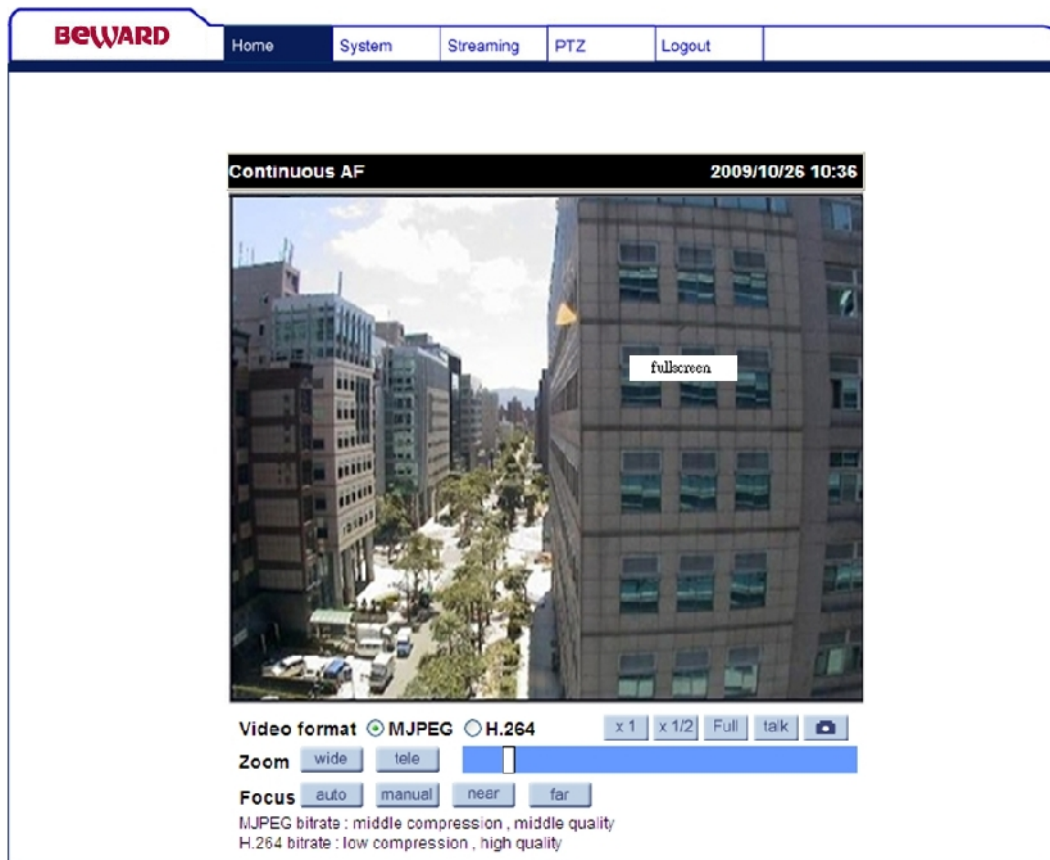 BEWARD
Home System Streaming PTZ Logout
Continuous AF 2009/10/26 10:36
fullscreen
Video format MJPEG H.264 x 1 x 1/2 Full talk
Zoom wide tele
Focus auto manual near far
MJPEG bitrate : middle compression , middle quality
H.264 bitrate : low compression , high quality